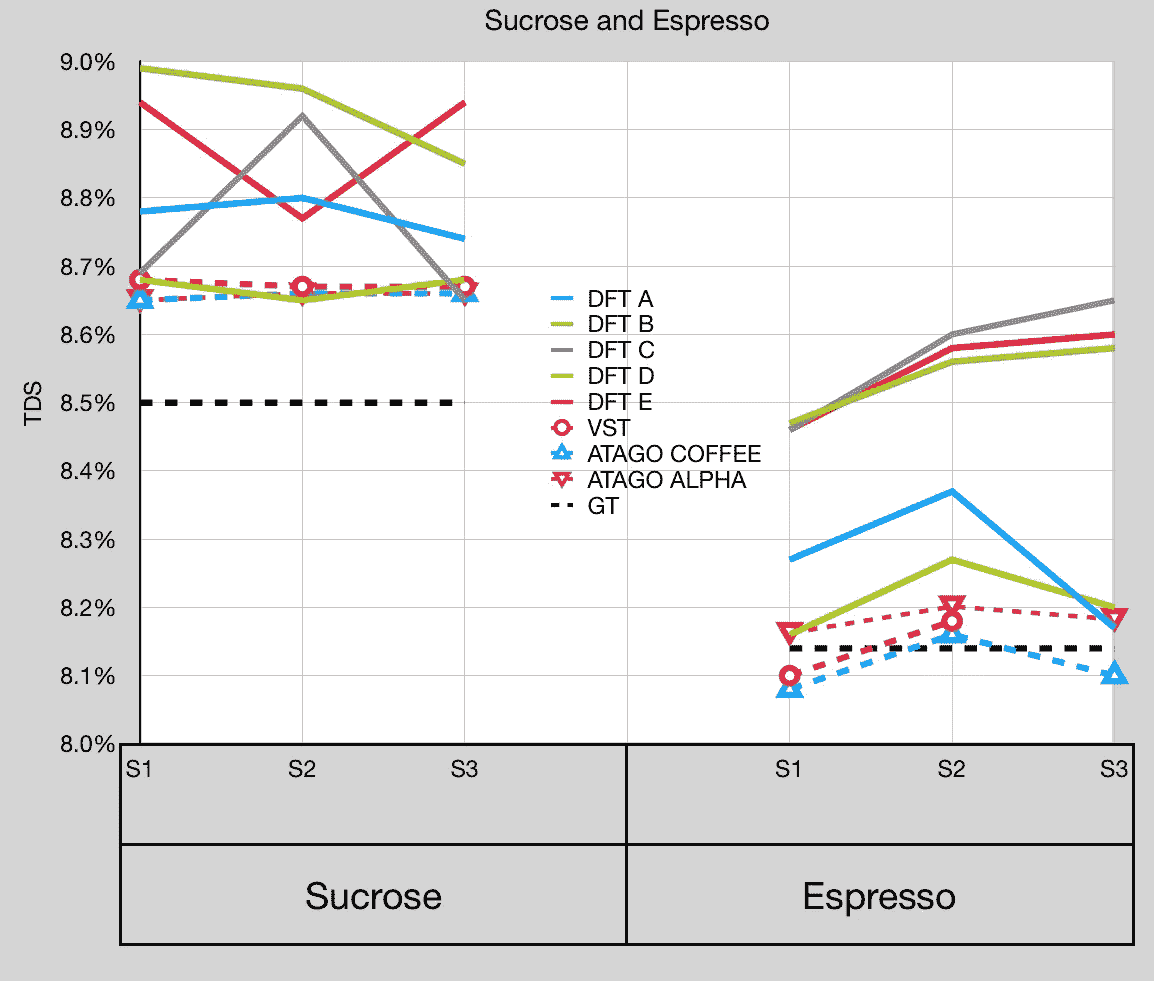 Sucrose and Espresso
9.0%
8.9%
8.8%
8.7%
8.6%
8.5%
8.4%
8.3%
8.2%
8.1%
8.0%
TDS
DFT A
DFT B
DFT C
DFT D
DFT E
VST
ATAGO COFFEE
ATAGO ALPHA
GT
S1 S2 S3 S1 S2 S3
Sucrose Espresso